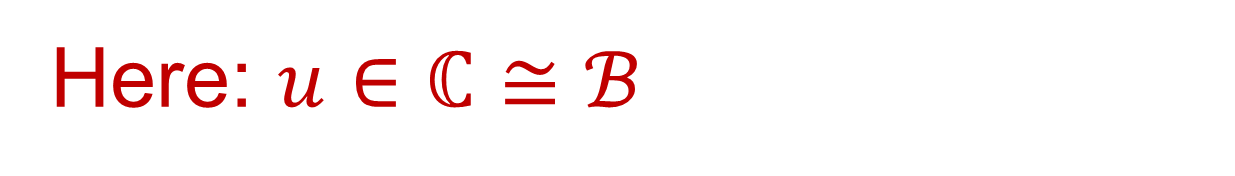 Here: 𝑢 ∈ ℂ ≅ ℬ